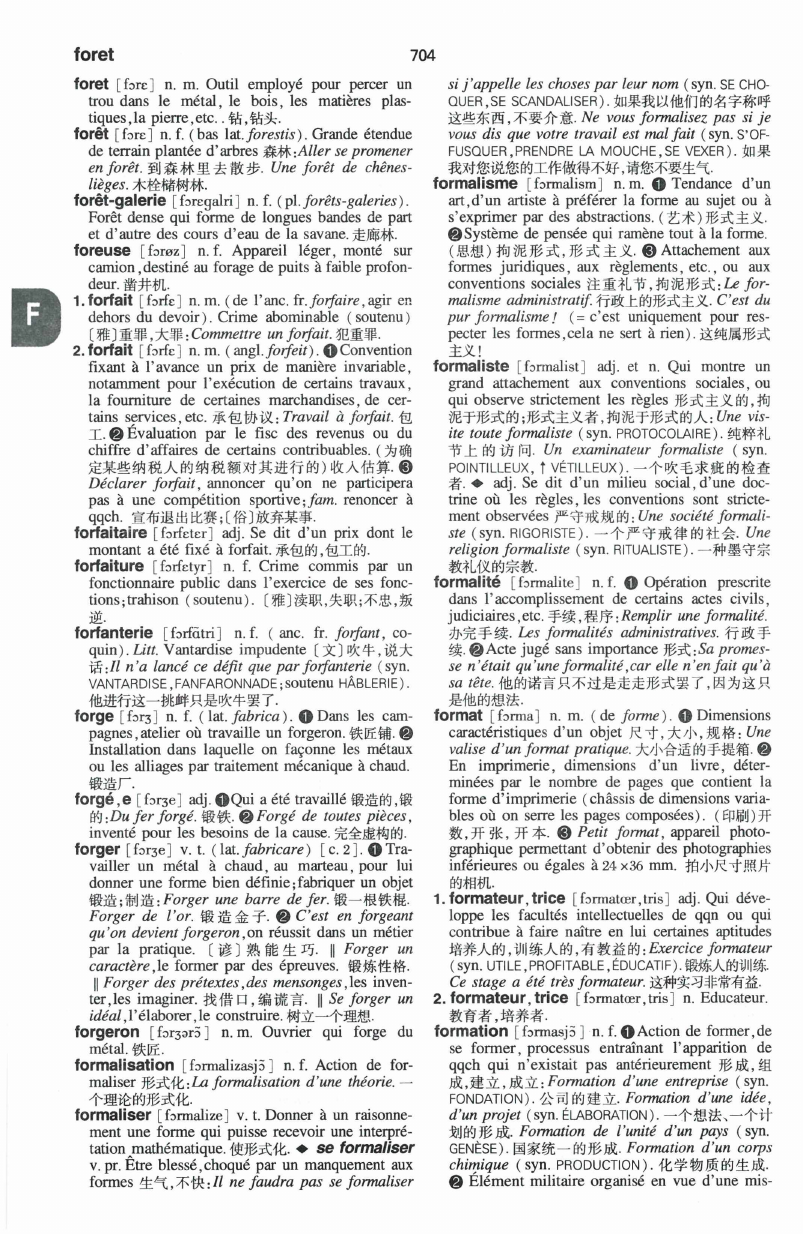 foret
704
foret [fɔrɛ] n. m. Outil employé pour percer un
trou dans le métal, le bois, les matières plas-
tiques,la pierre,etc.. 钻,钻头.
forêt [fɔrɛ] n. f. (bas lat. forestis). Grande étendue
de terrain plantée d'arbres 森林:Aller se promener
en forêt. 到森林里去散步. Une forêt de chênes-
lièges. 木栓槠树林.
forêt-galerie [fɔregalri] n. f. (pl. forêts-galeries).
Forêt dense qui forme de longues bandes de part
et d'autre des cours d'eau de la savane. 走廊林.
foreuse [fɔrøz] n. f. Appareil léger, monté sur
camion,destiné au forage de puits à faible profon-
deur. 凿井机.
F
1. forfait [fɔrfɛ] n. m. (de l'anc. fr. forfaire,agir en
dehors du devoir). Crime abominable (soutenu)
〔雅〕重罪,大罪:Commettre un forfait. 犯重罪.
2. forfait [fɔrfɛ] n. m. (angl. forfeit). ❶Convention
fixant à l'avance un prix de manière invariable,
notamment pour l'exécution de certains travaux,
la fourniture de certaines marchandises, de cer-
tains services, etc. 承包协议:Travail à forfait. 包
工.❷Évaluation par le fisc des revenus ou du
chiffre d'affaires de certains contribuables. (为确
定某些纳税人的纳税额对其进行的)收入估算. ❸
Déclarer forfait, annoncer qu'on ne participera
pas à une compétition sportive;fam. renoncer à
qqch. 宣布退出比赛;〔俗〕放弃某事.
forfaitaire [fɔrfɛtɛr] adj. Se dit d'un prix dont le
montant a été fixé à forfait. 承包的,包工的.
forfaiture [fɔrfɛtyr] n. f. Crime commis par un
fonctionnaire public dans l'exercice de ses fonc-
tions;trahison (soutenu). 〔雅〕渎职,失职;不忠,叛
逆.
forfanterie [fɔrfɑ̃tri] n. f. ( anc. fr. forfant, co-
quin). Litt. Vantardise impudente 〔文〕吹牛,说大
话:Il n'a lancé ce défit que par forfanterie (syn.
VANTARDISE,FANFARONNADE;soutenu HÂBLERIE).
他进行这一挑衅只是吹牛罢了.
forge [fɔrʒ] n. f. (lat. fabrica). ❶ Dans les cam-
pagnes,atelier où travaille un forgeron. 铁匠铺. ❷
Installation dans laquelle on façonne les métaux
ou les alliages par traitement mécanique à chaud.
锻造厂.
forgé,e [fɔrʒe] adj. ❶Qui a été travaillé 锻造的,锻
的:Du fer forgé. 锻铁. ❷ Forgé de toutes pièces,
inventé pour les besoins de la cause. 完全虚构的.
forger [fɔrʒe] v. t. (lat. fabricare) [c. 2]. ❶ Tra-
vailler un métal à chaud, au marteau, pour lui
donner une forme bien définie;fabriquer un objet
锻造;制造:Forger une barre de fer. 锻一根铁棍.
Forger de l'or. 锻造金子. ❷ C'est en forgeant
qu'on devient forgeron,on réussit dans un métier
par la pratique. 〔谚〕熟能生巧. ‖ Forger un
caractère,le former par des épreuves. 锻炼性格.
‖ Forger des prétextes,des mensonges,les inven-
ter,les imaginer. 找借口,编谎言. ‖ Se forger un
idéal,l'élaborer,le construire. 树立一个理想.
forgeron [fɔrʒərɔ̃] n. m. Ouvrier qui forge du
métal. 铁匠.
formalisation [fɔrmalizasjɔ̃] n. f. Action de for-
maliser 形式化:La formalisation d'une théorie. 一
个理论的形式化.
formaliser [fɔrmalize] v. t. Donner à un raisonne-
ment une forme qui puisse recevoir une interpré-
tation mathématique. 使形式化. ◆ se formaliser
v. pr. Être blessé,choqué par un manquement aux
formes 生气,不快:Il ne faudra pas se formaliser
si j'appelle les choses par leur nom (syn. SE CHO-
QUER,SE SCANDALISER). 如果我以他们的名字称呼
这些东西,不要介意. Ne vous formalisez pas si je
vous dis que votre travail est mal fait (syn. S'OF-
FUSQUER,PRENDRE LA MOUCHE,SE VEXER). 如果
我对您说您的工作做得不好,请您不要生气.
formalisme [fɔrmalism] n. m. ❶ Tendance d'un
art,d'un artiste à préférer la forme au sujet ou à
s'exprimer par des abstractions. (艺术)形式主义.
❷Système de pensée qui ramène tout à la forme.
(思想)拘泥形式,形式主义. ❸ Attachement aux
formes juridiques, aux règlements, etc., ou aux
conventions sociales 注重礼节,拘泥形式:Le for-
malisme administratif. 行政上的形式主义. C'est du
pur formalisme! (= c'est uniquement pour res-
pecter les formes,cela ne sert à rien). 这纯属形式
主义!
formaliste [fɔrmalist] adj. et n. Qui montre un
grand attachement aux conventions sociales, ou
qui observe strictement les règles 形式主义的,拘
泥于形式的;形式主义者,拘泥于形式的人:Une vis-
ite toute formaliste (syn. PROTOCOLAIRE). 纯粹礼
节上的访问. Un examinateur formaliste (syn.
POINTILLEUX, ↑ VÉTILLEUX). 一个吹毛求疵的检查
者. ◆ adj. Se dit d'un milieu social,d'une doc-
trine où les règles,les conventions sont stricte-
ment observées 严守戒规的:Une société formali-
ste (syn. RIGORISTE). 一个严守戒律的社会. Une
religion formaliste (syn. RITUALISTE). 一种墨守宗
教礼仪的宗教.
formalité [fɔrmalite] n. f. ❶ Opération prescrite
dans l'accomplissement de certains actes civils,
judiciaires,etc. 手续,程序:Remplir une formalité.
办完手续. Les formalités administratives. 行政手
续. ❷Acte jugé sans importance 形式:Sa promes-
se n'était qu'une formalité,car elle n'en fait qu'à
sa tête. 他的诺言只不过是走走形式罢了,因为这只
是他的想法.
format [fɔrma] n. m. (de forme). ❶ Dimensions
caractéristiques d'un objet 尺寸,大小,规格:Une
valise d'un format pratique. 大小合适的手提箱. ❷
En imprimerie, dimensions d'un livre, déter-
minées par le nombre de pages que contient la
forme d'imprimerie (châssis de dimensions varia-
bles où on serre les pages composées). (印刷)开
数,开张,开本. ❸ Petit format, appareil photo-
graphique permettant d'obtenir des photographies
inférieures ou égales à 24 ×36 mm. 拍小尺寸照片
的相机.
1. formateur,trice [fɔrmatœr,tris] adj. Qui déve-
loppe les facultés intellectuelles de qqn ou qui
contribue à faire naître en lui certaines aptitudes
培养人的,训练人的,有教益的:Exercice formateur
(syn. UTILE,PROFITABLE,ÉDUCATIF). 锻炼人的训练.
Ce stage a été très formateur. 这种实习非常有益.
2. formateur,trice [fɔrmatœr,tris] n. Educateur.
教育者,培养者.
formation [fɔrmasjɔ̃] n. f. ❶Action de former,de
se former, processus entraînant l'apparition de
qqch qui n'existait pas antérieurement 形成,组
成,建立,成立:Formation d'une entreprise (syn.
FONDATION). 公司的建立. Formation d'une idée,
d'un projet (syn. ÉLABORATION). 一个想法、一个计
划的形成. Formation de l'unité d'un pays (syn.
GENÈSE). 国家统一的形成. Formation d'un corps
chimique (syn. PRODUCTION). 化学物质的生成.
❷ Élément militaire organisé en vue d'une mis-